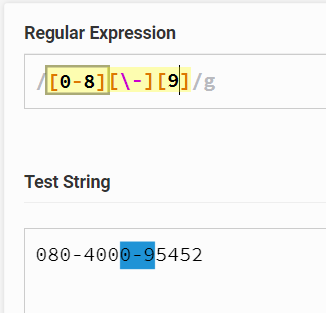 Regular Expression
/[0-8][\-][9]/g
Test String
080-4000-95452